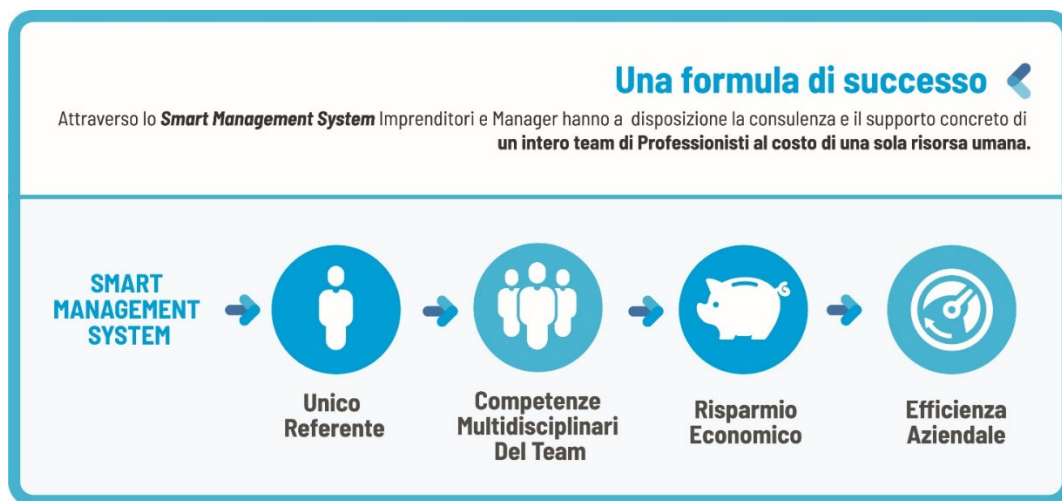 Una formula di successo
Attraverso lo Smart Management System Imprenditori e Manager hanno a disposizione la consulenza e il supporto concreto di
un intero team di Professionisti al costo di una sola risorsa umana.
SMART
MANAGEMENT
SYSTEM
Unico
Referente
Competenze
Multidisciplinari
Del Team
Risparmio
Economico
Efficienza
Aziendale